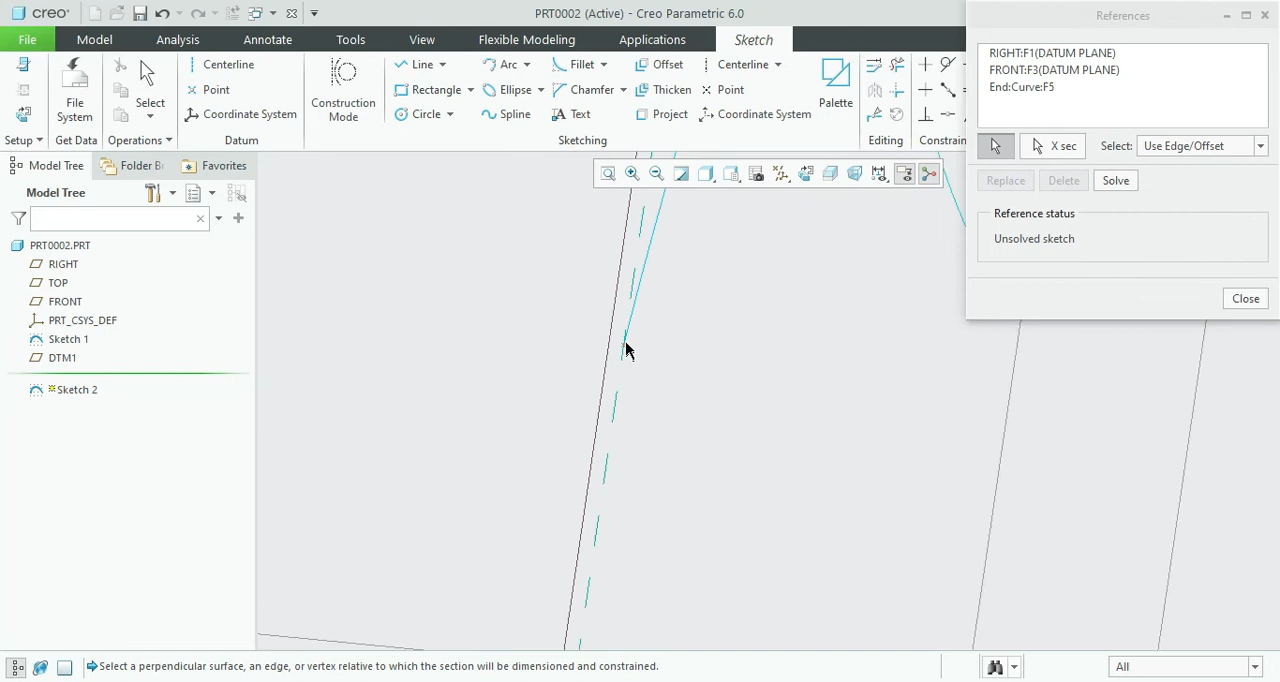 creo° PRT0002 (Active) - Creo Parametric 6.0
File Model Analysis Annotate Tools View Flexible Modeling Applications Sketch
Centerline Line Arc Fillet Offset Centerline
Point Rectangle Ellipse Chamfer Thicken Point
Coordinate System Circle Spline Text Project Coordinate System
File System Select Construction Mode Palette
Setup Get Data Operations Datum Sketching Editing Constrain
Model Tree Folder B Favorites
Model Tree
PRT0002.PRT
RIGHT
TOP
FRONT
PRT_CSYS_DEF
Sketch 1
DTM1
Sketch 2
References
RIGHT:F1(DATUM PLANE)
FRONT:F3(DATUM PLANE)
End:Curve:F5
X sec Select: Use Edge/Offset
Replace Delete Solve
Reference status
Unsolved sketch
Close
Select a perpendicular surface, an edge, or vertex relative to which the section will be dimensioned and constrained.
All